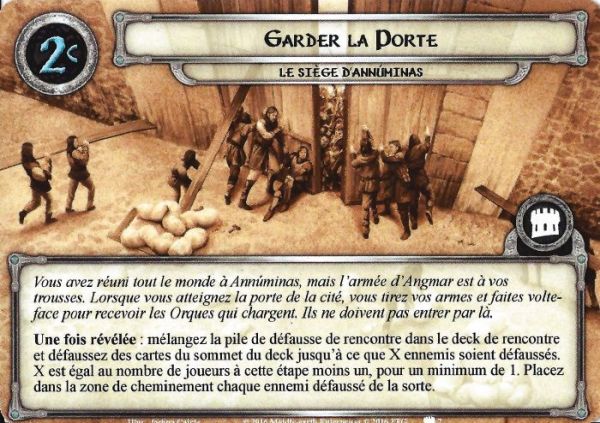 2C
GARDER LA PORTE
LE SIÈGE D'ANNÚMINAS
Vous avez réuni tout le monde à Annúminas, mais l'armée d'Angmar est à vos
trousses. Lorsque vous atteignez la porte de la cité, vous tirez vos armes et faites volte-
face pour recevoir les Orques qui chargent. Ils ne doivent pas entrer par là.
Une fois révélée : mélangez la pile de défausse de rencontre dans le deck de rencontre
et défaussez des cartes du sommet du deck jusqu'à ce que X ennemis soient défaussés.
X est égal au nombre de joueurs à cette étape moins un, pour un minimum de 1. Placez
dans la zone de cheminement chaque ennemi défaussé de la sorte.